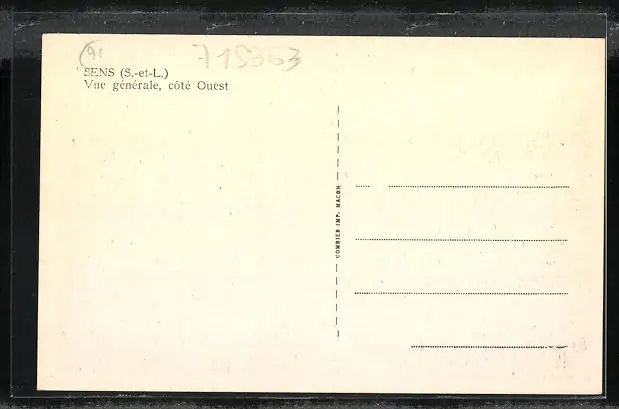 91 715363
SENS (S.-et-L.)
Vue générale, côté Ouest
COMBIER IMP. MACON